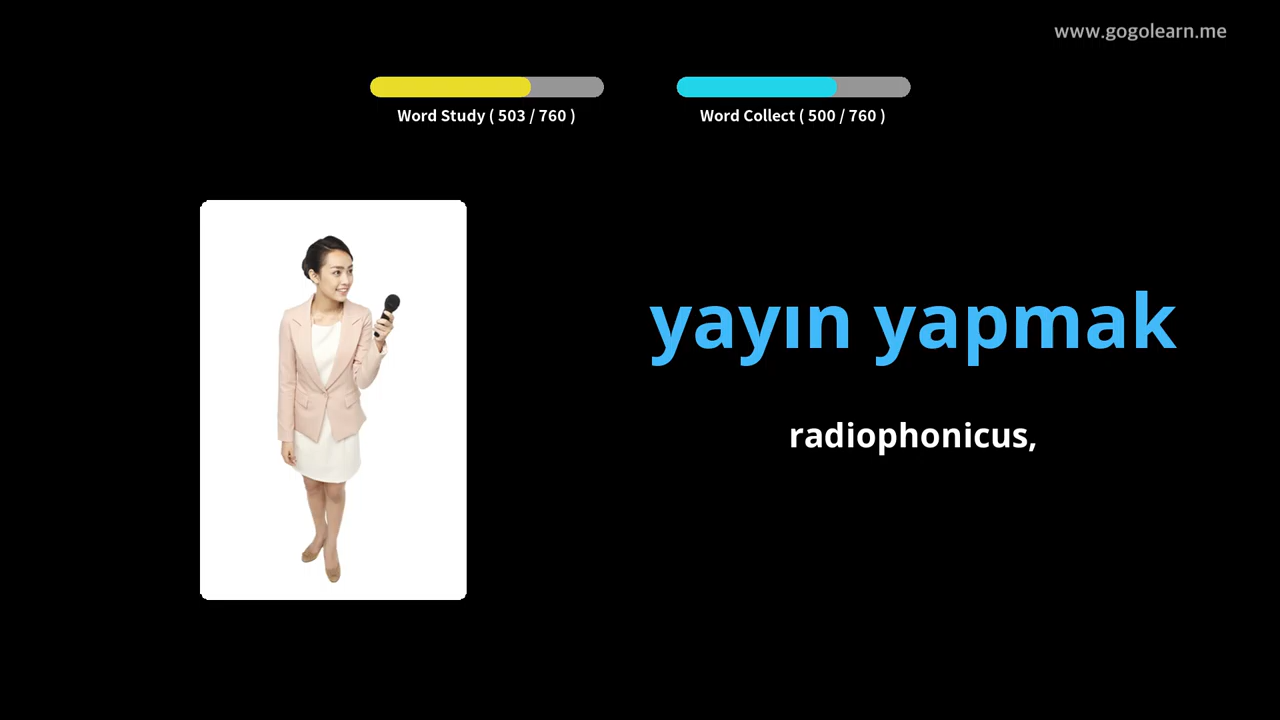 www.gogolearn.me
Word Study ( 503 / 760 )
Word Collect ( 500 / 760 )
yayın yapmak
radiophonicus,